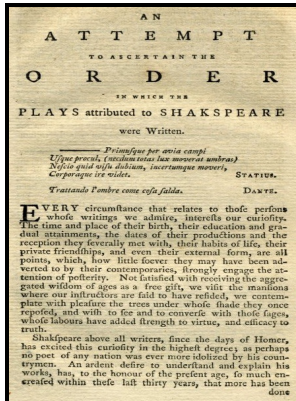 AN
ATTEMPT
TO ASCERTAIN THE
ORDER
IN WHICH THE
PLAYS attributed to SHAKSPEARE
were Written.
Primuſque per avia campi
Uſque procul, (necdum totas lux moverat umbras)
Neſcio quid viſu dubium, incertumque moveri,
Corporaque ire videt. STATIUS.
Trattando l'ombre come coſa ſalda. DANTE.
EVERY circumſtance that relates to thoſe perſons
whoſe writings we admire, intereſts our curioſity.
The time and place of their birth, their education and gra-
dual attainments, the dates of their productions and the
reception they ſeverally met with, their habits of life, their
private friendſhips, and even their external form, are all
points, which, how little ſoever they may have been ad-
verted to by their contemporaries, ſtrongly engage the at-
tention of poſterity. Not ſatisfied with receiving the aggre-
gated wiſdom of ages as a free gift, we viſit the manſions
where our inſtructors are ſaid to have reſided, we contem-
plate with pleaſure the trees under whoſe ſhade they once
repoſed, and wiſh to ſee and to converſe with thoſe ſages,
whoſe labours have added ſtrength to virtue, and efficacy to
truth.
Shakſpeare above all writers, ſince the days of Homer,
has excited this curioſity in the higheſt degree; as perhaps
no poet of any nation was ever more idolized by his coun-
trymen. An ardent deſire to underſtand and explain his
works, has, to the honour of the preſent age, ſo much en-
creaſed within theſe laſt thirty years, that more has been
done